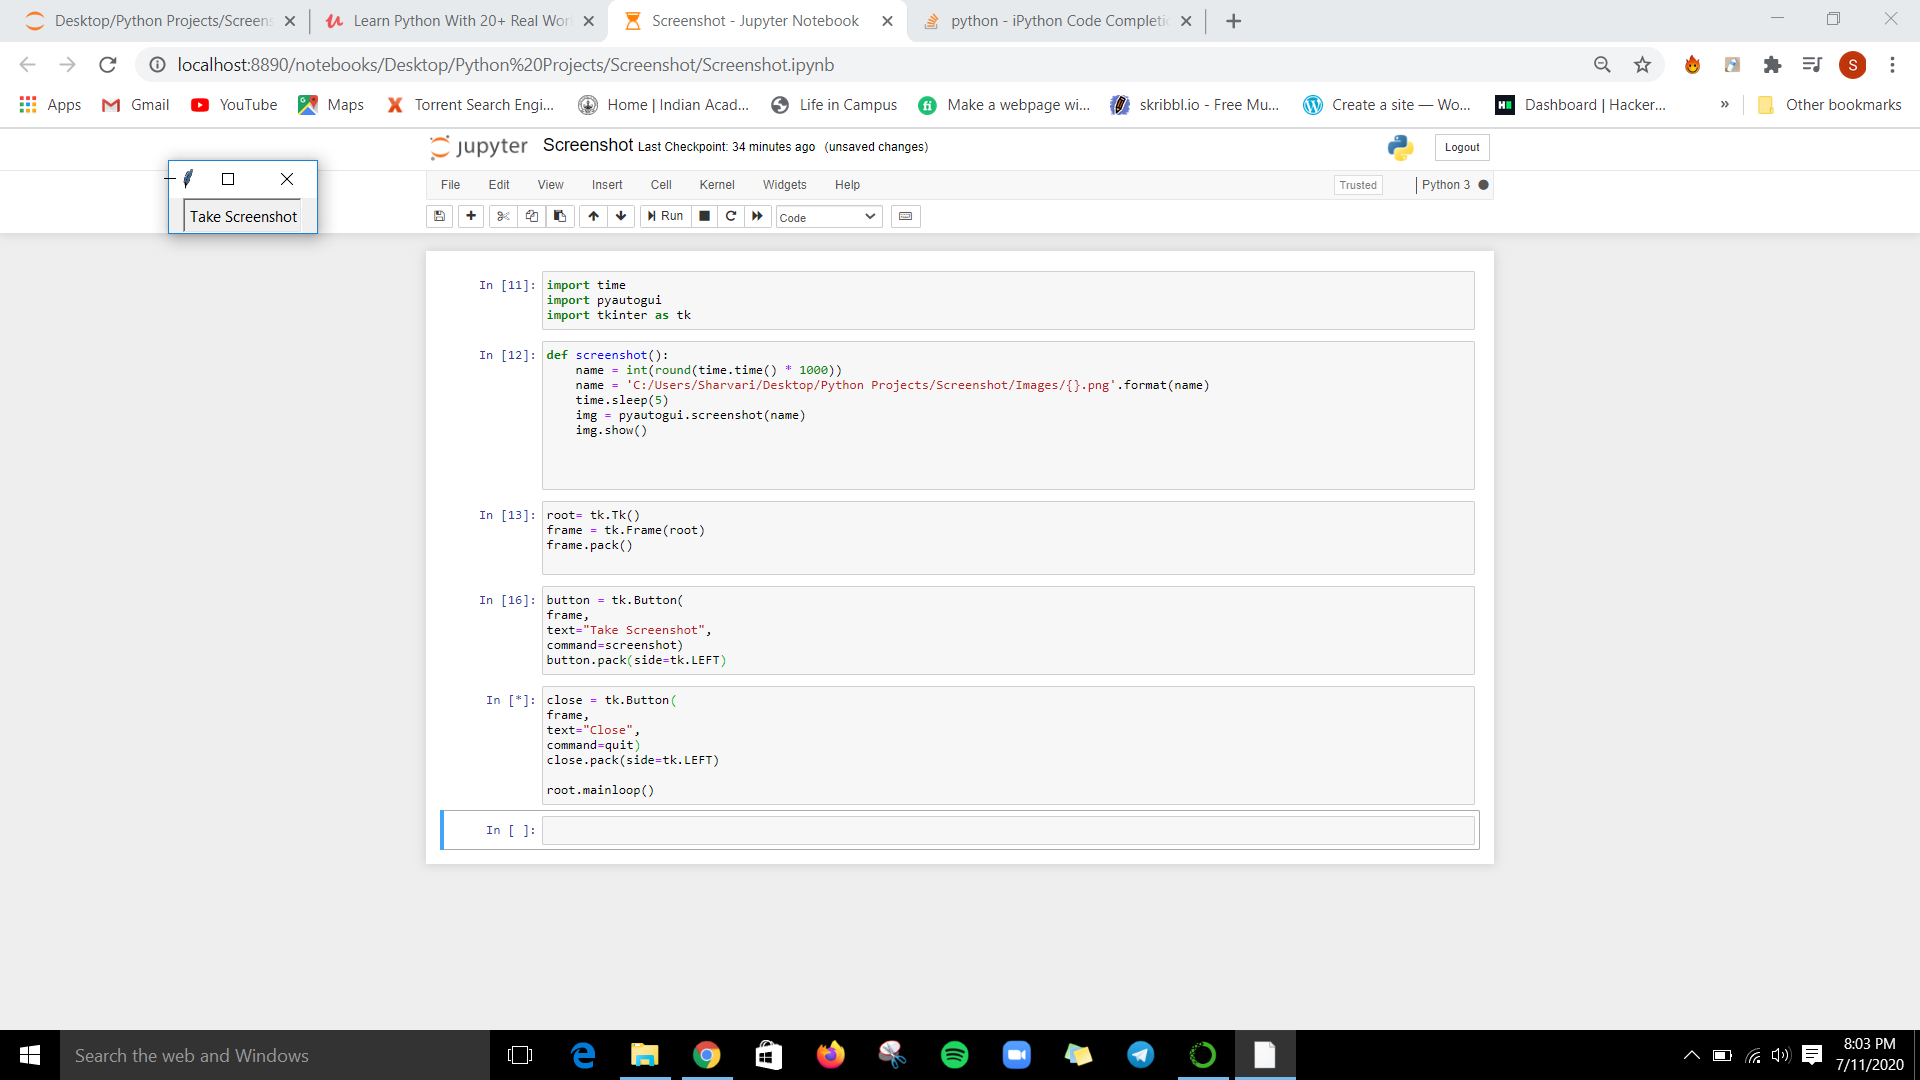 Desktop/Python Projects/Screens
Learn Python With 20+ Real Wor
Screenshot - Jupyter Notebook
python - iPython Code Completic
localhost:8890/notebooks/Desktop/Python%20Projects/Screenshot/Screenshot.ipynb
S
Apps
Gmail
YouTube
Maps
Torrent Search Engi...
Home | Indian Acad...
Life in Campus
Make a webpage wi...
skribbl.io - Free Mu...
Create a site — Wo...
Dashboard | Hacker...
»
Other bookmarks
jupyter Screenshot Last Checkpoint: 34 minutes ago (unsaved changes)
Logout
File Edit View Insert Cell Kernel Widgets Help
Trusted
Python 3
Run
Code
Take Screenshot
In [11]: import time
import pyautogui
import tkinter as tk
In [12]: def screenshot():
    name = int(round(time.time() * 1000))
    name = 'C:/Users/Sharvari/Desktop/Python Projects/Screenshot/Images/{}.png'.format(name)
    time.sleep(5)
    img = pyautogui.screenshot(name)
    img.show()
In [13]: root= tk.Tk()
frame = tk.Frame(root)
frame.pack()
In [16]: button = tk.Button(
frame,
text="Take Screenshot",
command=screenshot)
button.pack(side=tk.LEFT)
In [*]: close = tk.Button(
frame,
text="Close",
command=quit)
close.pack(side=tk.LEFT)
root.mainloop()
In [ ]:
Search the web and Windows
8:03 PM
7/11/2020